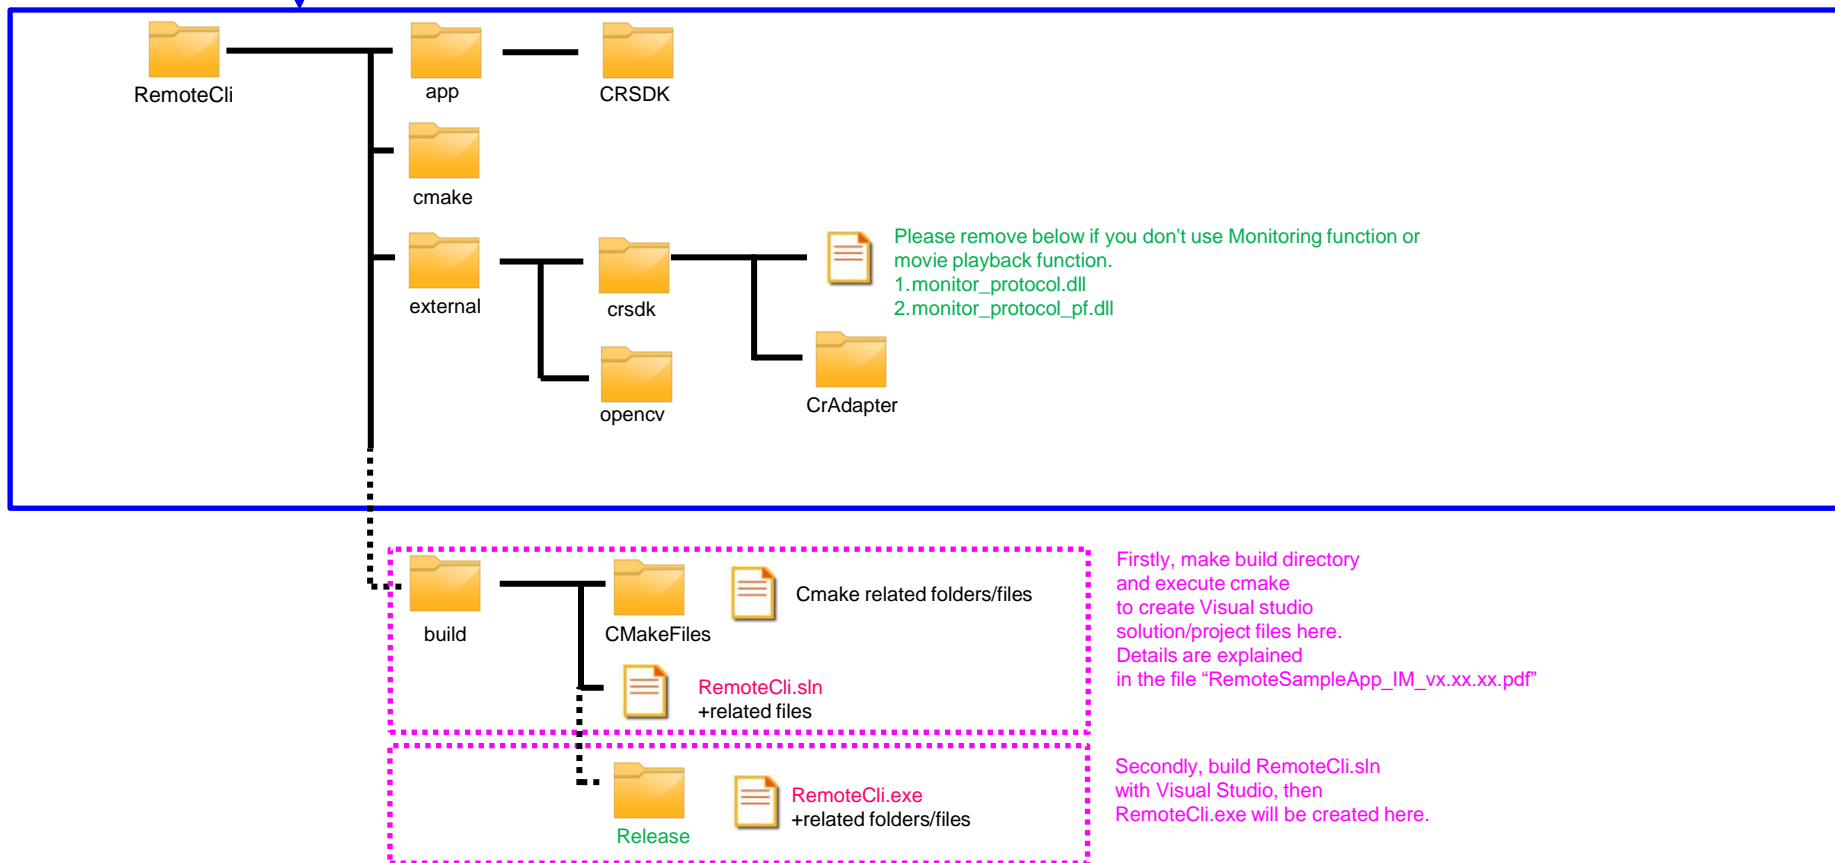 RemoteCli
app
CRSDK
cmake
external
crsdk
Please remove below if you don't use Monitoring function or
movie playback function.
1.monitor_protocol.dll
2.monitor_protocol_pf.dll
opencv
CrAdapter
build
CMakeFiles
Cmake related folders/files
RemoteCli.sln
+related files
Firstly, make build directory
and execute cmake
to create Visual studio
solution/project files here.
Details are explained
in the file “RemoteSampleApp_IM_vx.xx.xx.pdf”
Release
RemoteCli.exe
+related folders/files
Secondly, build RemoteCli.sln
with Visual Studio, then
RemoteCli.exe will be created here.